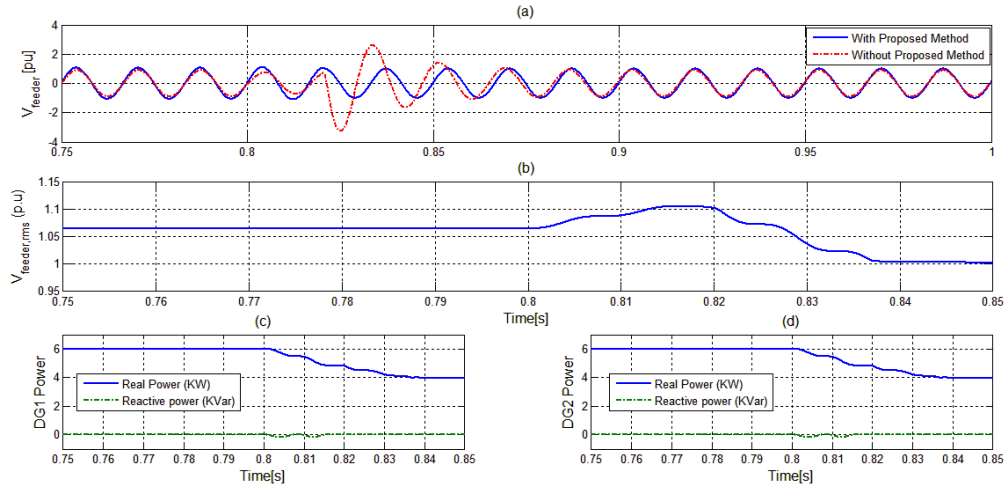 (a)
V_feeder [pu]
4
2
0
-2
-4
With Proposed Method
Without Proposed Method
0.75 0.8 0.85 0.9 0.95 1
(b)
V_feeder,rms (p.u)
1.15
1.1
1.05
1
0.95
0.75 0.76 0.77 0.78 0.79 0.8 0.81 0.82 0.83 0.84 0.85
Time[s]
(c)
DG1 Power
6
4
2
0
Real Power (KW)
Reactive power (KVar)
0.75 0.76 0.77 0.78 0.79 0.8 0.81 0.82 0.83 0.84 0.85
Time[s]
(d)
DG2 Power
6
4
2
0
Real Power (KW)
Reactive power (KVar)
0.75 0.76 0.77 0.78 0.79 0.8 0.81 0.82 0.83 0.84 0.85
Time[s]